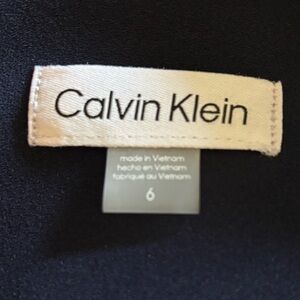 Calvin Klein
made in Vietnam
hecho en Vietnam
fabriqué au Vietnam
6